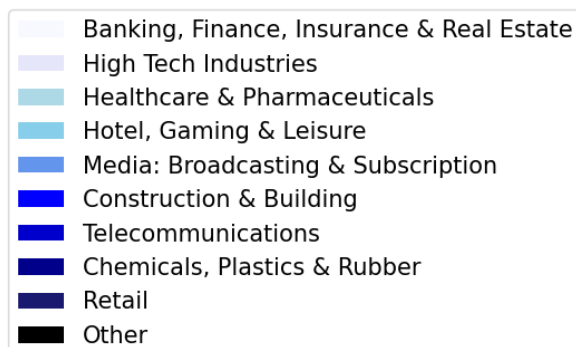 Banking, Finance, Insurance & Real Estate
High Tech Industries
Healthcare & Pharmaceuticals
Hotel, Gaming & Leisure
Media: Broadcasting & Subscription
Construction & Building
Telecommunications
Chemicals, Plastics & Rubber
Retail
Other